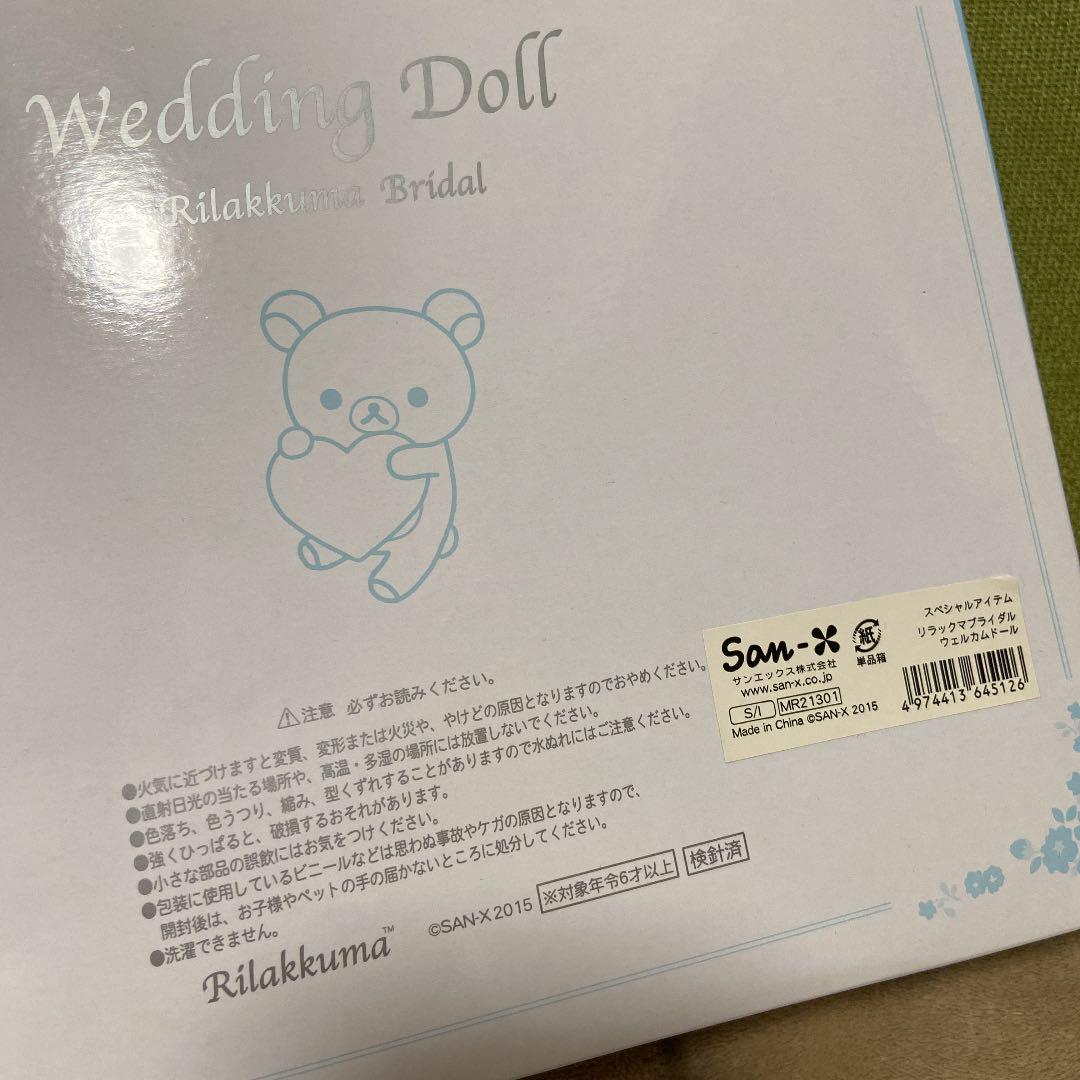 Wedding Doll
Rilakkuma Bridal
⚠注意 必ずお読みください。
●火気に近づけますと変質、変形または火災や、やけどの原因となりますのでおやめください。
●直射日光の当たる場所や、高温・多湿の場所には放置しないでください。
●色落ち、色うつり、縮み、型くずれすることがありますので水ぬれにはご注意ください。
●強くひっぱると、破損するおそれがあります。
●小さな部品の誤飲にはお気をつけください。
●包装に使用しているビニールなどは思わぬ事故やケガの原因となりますので、
開封後は、お子様やペットの手の届かないところに処分してください。
●洗濯できません。
Rilakkuma™
©SAN-X 2015
※対象年令6才以上
検針済
San-X
サンエックス株式会社
www.san-x.co.jp
紙
単品箱
S/I
MR21301
Made in China ©SAN-X 2015
スペシャルアイテム
リラックマブライダル
ウェルカムドール
4 974413 645126